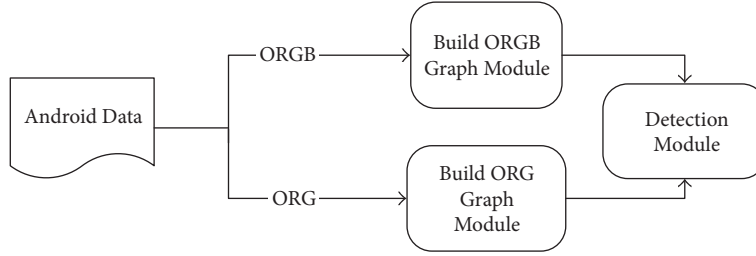 ORGB
Build ORGB
Graph Module
Android Data
Detection
Module
ORG
Build ORG
Graph
Module